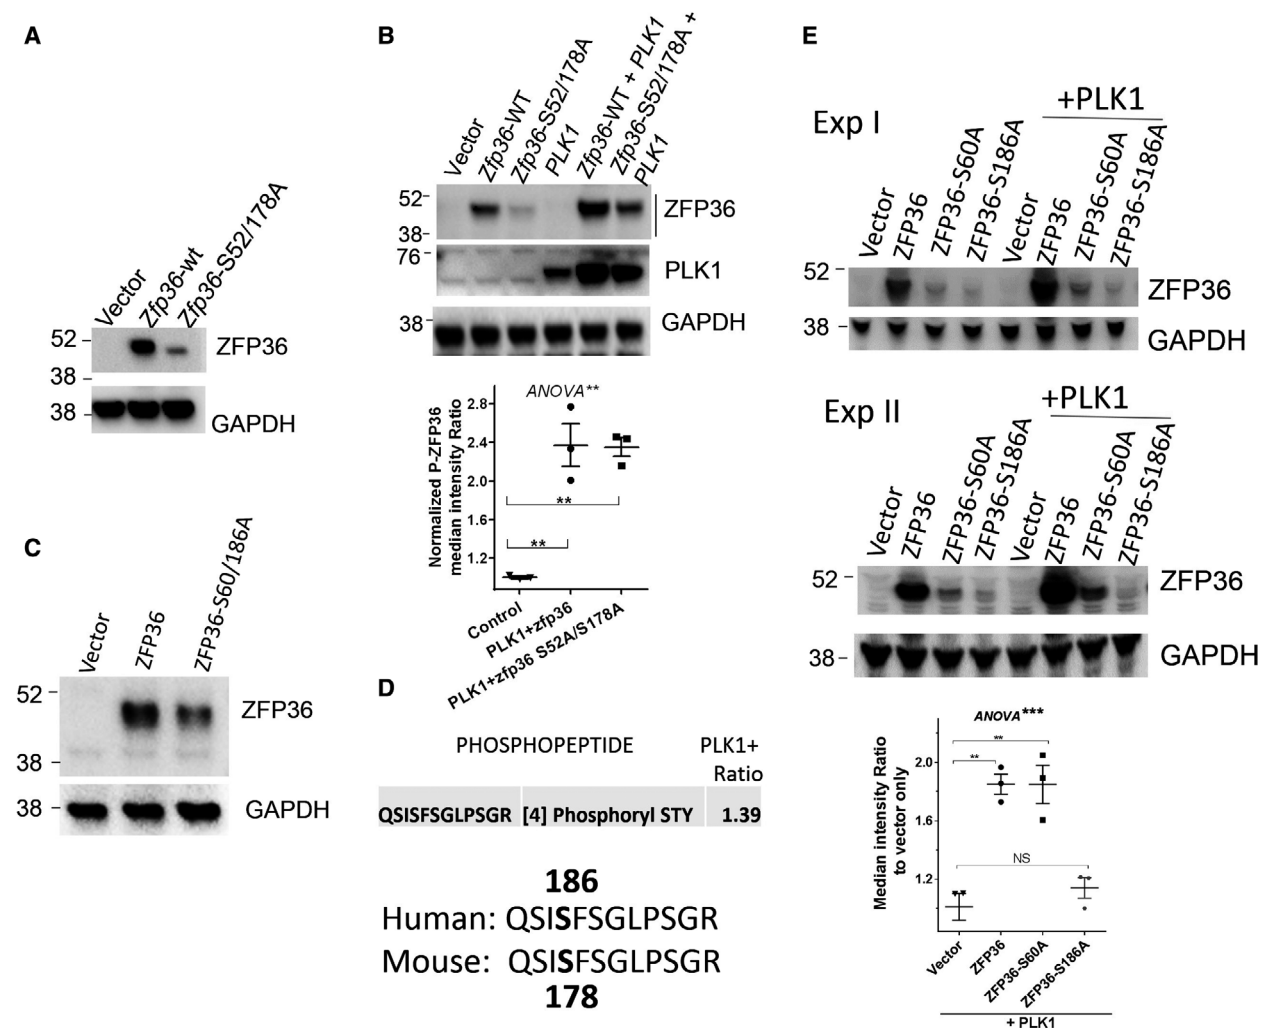 A
Vector
Zfp36-wt
Zfp36-S52/178A
52
38
38
ZFP36
GAPDH
B
Vector
Zfp36-WT
Zfp36-S52/178A
PLK1
Zfp36-WT + PLK1
Zfp36-S52/178A +
PLK1
52
38
76
38
ZFP36
PLK1
GAPDH
ANOVA**
2.8
2.4
2.0
1.6
1.2
**
**
Normalized P-ZFP36
median intensity Ratio
Control
PLK1+zfp36
PLK1+zfp36 S52A/S178A
C
Vector
ZFP36
ZFP36-S60/186A
52
38
38
ZFP36
GAPDH
D
PHOSPHOPEPTIDE
PLK1+
Ratio
QSISFSGLPSGR [4] Phosphoryl STY 1.39
186
Human: QSISFSGLPSGR
Mouse: QSISFSGLPSGR
178
E
Exp I
+PLK1
Vector
ZFP36
ZFP36-S60A
ZFP36-S186A
Vector
ZFP36
ZFP36-S60A
ZFP36-S186A
52
38
ZFP36
GAPDH
Exp II
+PLK1
Vector
ZFP36
ZFP36-S60A
ZFP36-S186A
Vector
ZFP36
ZFP36-S60A
ZFP36-S186A
52
38
ZFP36
GAPDH
ANOVA***
**
**
NS
2.0
1.6
1.2
Median intensity Ratio
to vector only
Vector
ZFP36
ZFP36-S60A
ZFP36-S186A
+ PLK1